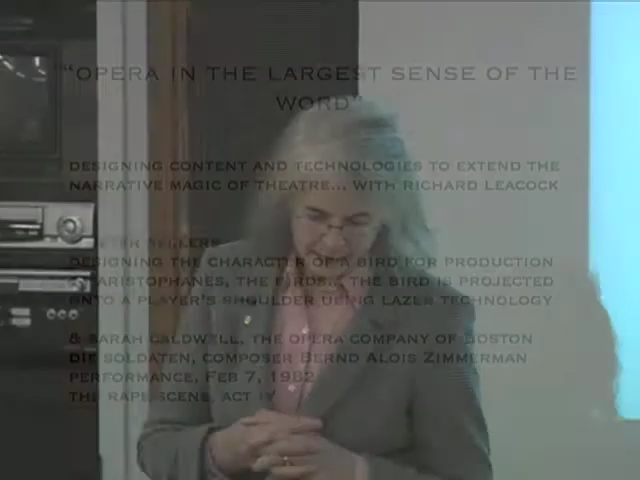 “OPERA IN THE LARGEST SENSE OF THE
WORD”
DESIGNING CONTENT AND TECHNOLOGIES TO EXTEND THE
NARRATIVE MAGIC OF THEATRE... WITH RICHARD LEACOCK
SELLERS
DESIGNING THE CHARACTER OF A BIRD FOR PRODUCTION
ARISTOPHANES, THE BIRDS... THE BIRD IS PROJECTED
ONTO A PLAYER'S SHOULDER USING LAZER TECHNOLOGY
& SARAH CALDWELL, THE OPERA COMPANY OF BOSTON
DIE SOLDATEN, COMPOSER BERND ALOIS ZIMMERMAN
PERFORMANCE, FEB 7, 1982
THE RAPE SCENE, ACT IV